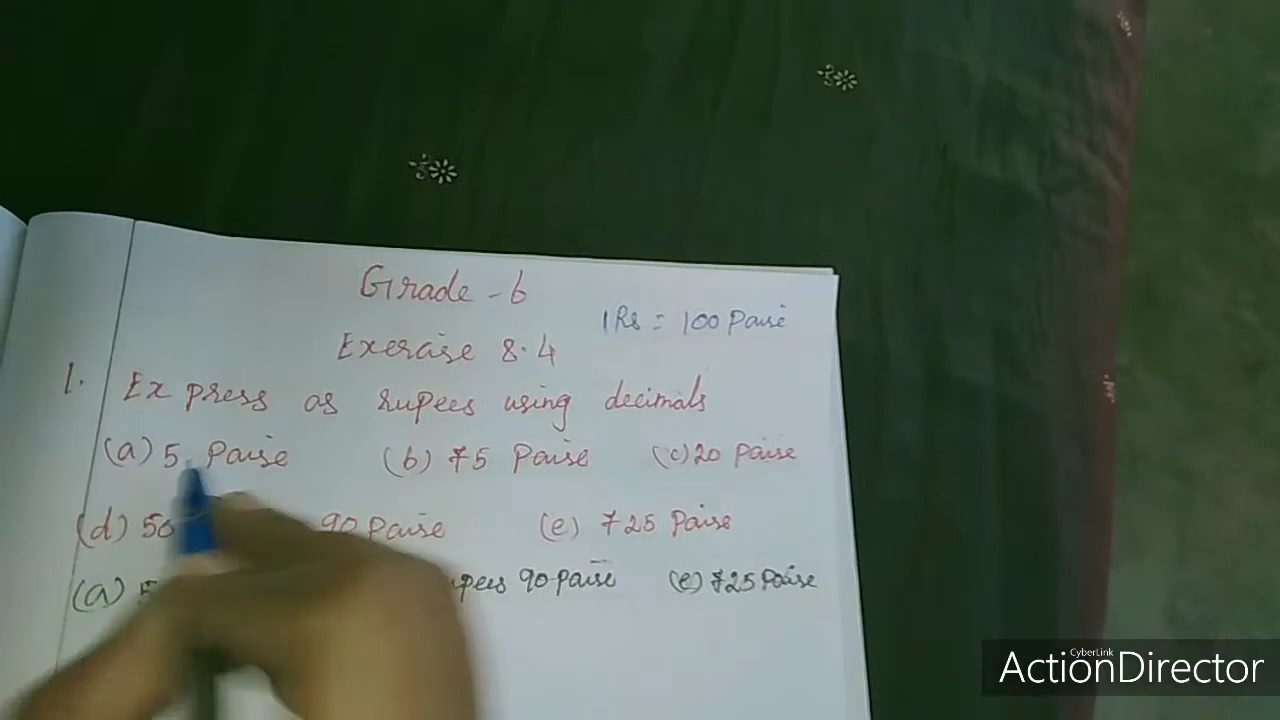 Grade - 6
1Rs = 100 Paise
Exercise 8.4
1. Express as rupees using decimals
(a) 5 Paise (b) 75 Paise (c) 20 Paise
(d) 50 90 Paise (e) 725 Paise
(a) 5 90 paise (e) 725 Paise
CyberLink
ActionDirector